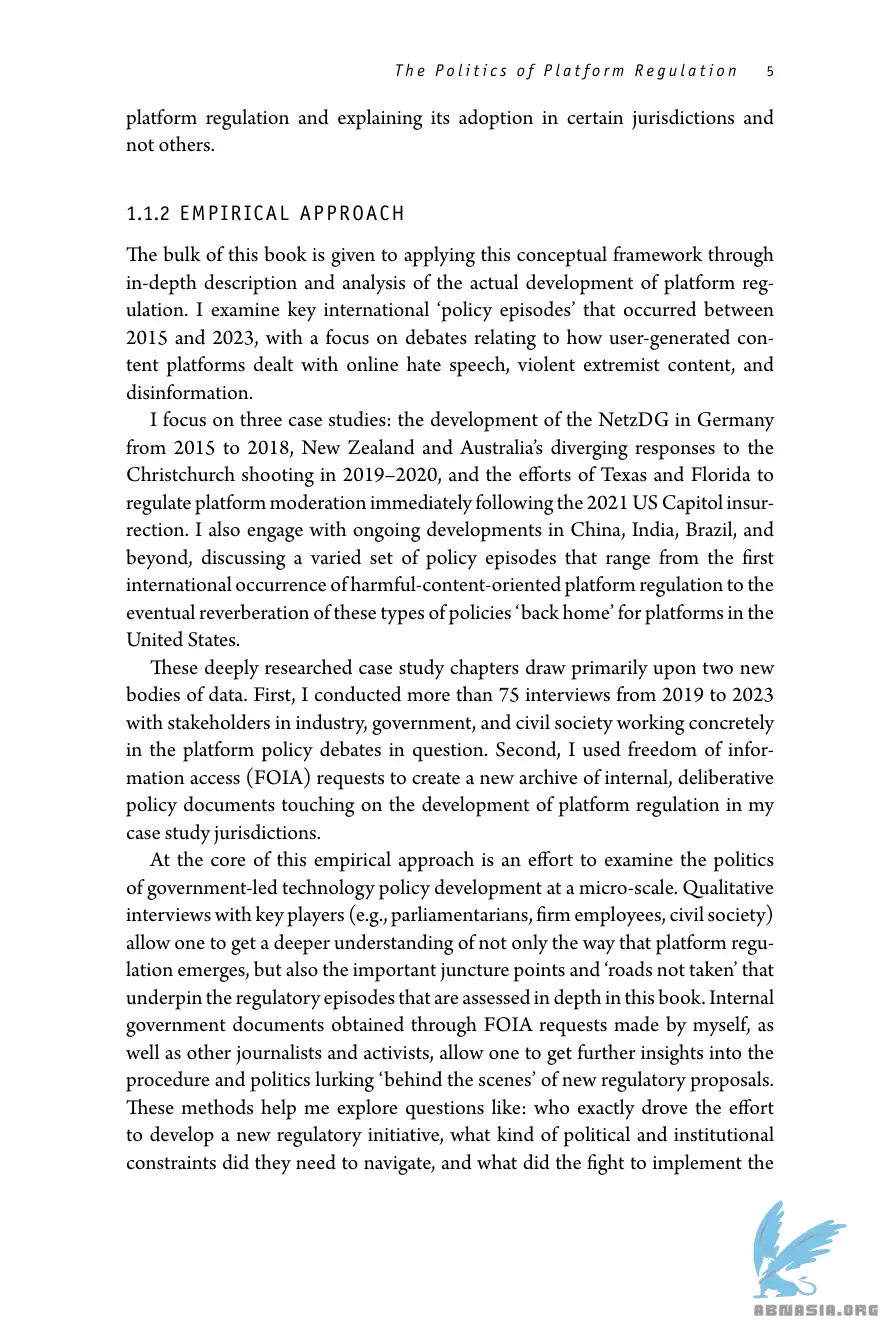 The Politics of Platform Regulation 5
platform regulation and explaining its adoption in certain jurisdictions and
not others.
1.1.2 EMPIRICAL APPROACH
The bulk of this book is given to applying this conceptual framework through
in-depth description and analysis of the actual development of platform reg-
ulation. I examine key international ‘policy episodes’ that occurred between
2015 and 2023, with a focus on debates relating to how user-generated con-
tent platforms dealt with online hate speech, violent extremist content, and
disinformation.
I focus on three case studies: the development of the NetzDG in Germany
from 2015 to 2018, New Zealand and Australia’s diverging responses to the
Christchurch shooting in 2019–2020, and the efforts of Texas and Florida to
regulate platform moderation immediately following the 2021 US Capitol insur-
rection. I also engage with ongoing developments in China, India, Brazil, and
beyond, discussing a varied set of policy episodes that range from the first
international occurrence of harmful-content-oriented platform regulation to the
eventual reverberation of these types of policies ‘back home’ for platforms in the
United States.
These deeply researched case study chapters draw primarily upon two new
bodies of data. First, I conducted more than 75 interviews from 2019 to 2023
with stakeholders in industry, government, and civil society working concretely
in the platform policy debates in question. Second, I used freedom of infor-
mation access (FOIA) requests to create a new archive of internal, deliberative
policy documents touching on the development of platform regulation in my
case study jurisdictions.
At the core of this empirical approach is an effort to examine the politics
of government-led technology policy development at a micro-scale. Qualitative
interviews with key players (e.g., parliamentarians, firm employees, civil society)
allow one to get a deeper understanding of not only the way that platform regu-
lation emerges, but also the important juncture points and ‘roads not taken’ that
underpin the regulatory episodes that are assessed in depth in this book. Internal
government documents obtained through FOIA requests made by myself, as
well as other journalists and activists, allow one to get further insights into the
procedure and politics lurking ‘behind the scenes’ of new regulatory proposals.
These methods help me explore questions like: who exactly drove the effort
to develop a new regulatory initiative, what kind of political and institutional
constraints did they need to navigate, and what did the fight to implement the
ABNASIA.ORG